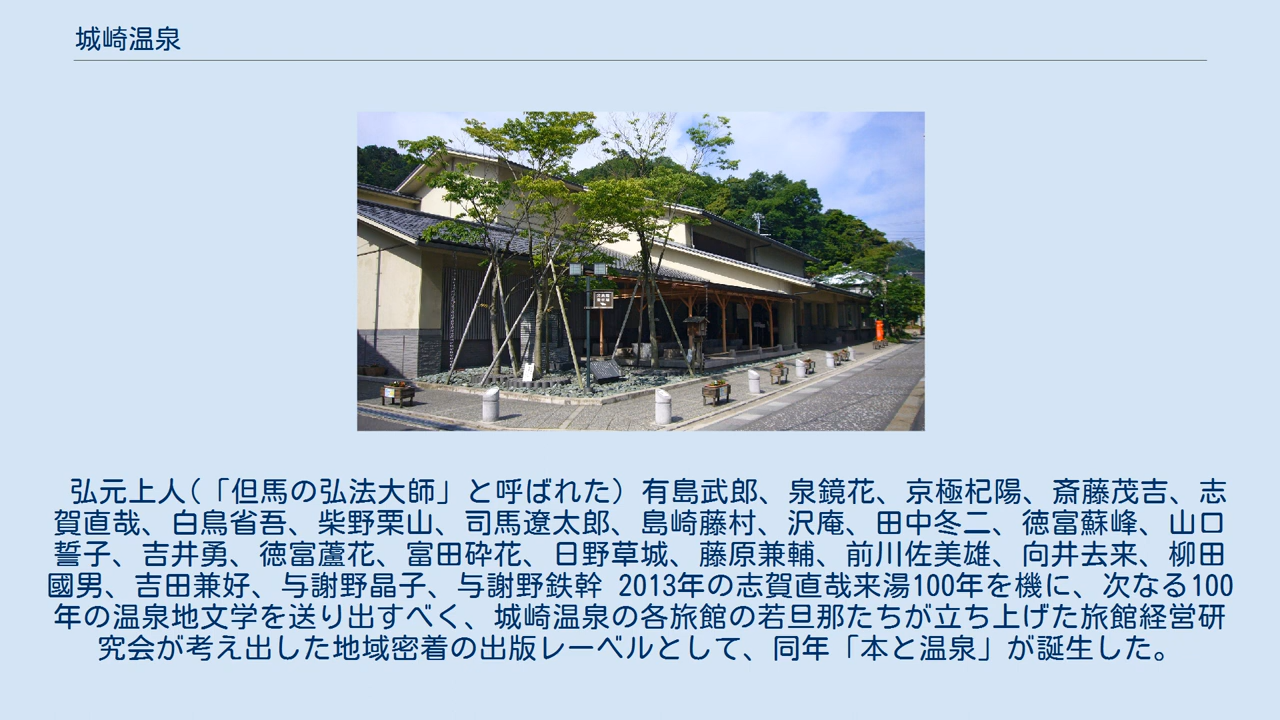 城崎温泉
弘元上人(「但馬の弘法大師」と呼ばれた）有島武郎、泉鏡花、京極杞陽、斎藤茂吉、志
賀直哉、白鳥省吾、柴野栗山、司馬遼太郎、島崎藤村、沢庵、田中冬二、徳富蘇峰、山口
誓子、吉井勇、徳富蘆花、富田砕花、日野草城、藤原兼輔、前川佐美雄、向井去来、柳田
國男、吉田兼好、与謝野晶子、与謝野鉄幹 2013年の志賀直哉来湯100年を機に、次なる100
年の温泉地文学を送り出すべく、城崎温泉の各旅館の若旦那たちが立ち上げた旅館経営研
究会が考え出した地域密着の出版レーベルとして、同年「本と温泉」が誕生した。